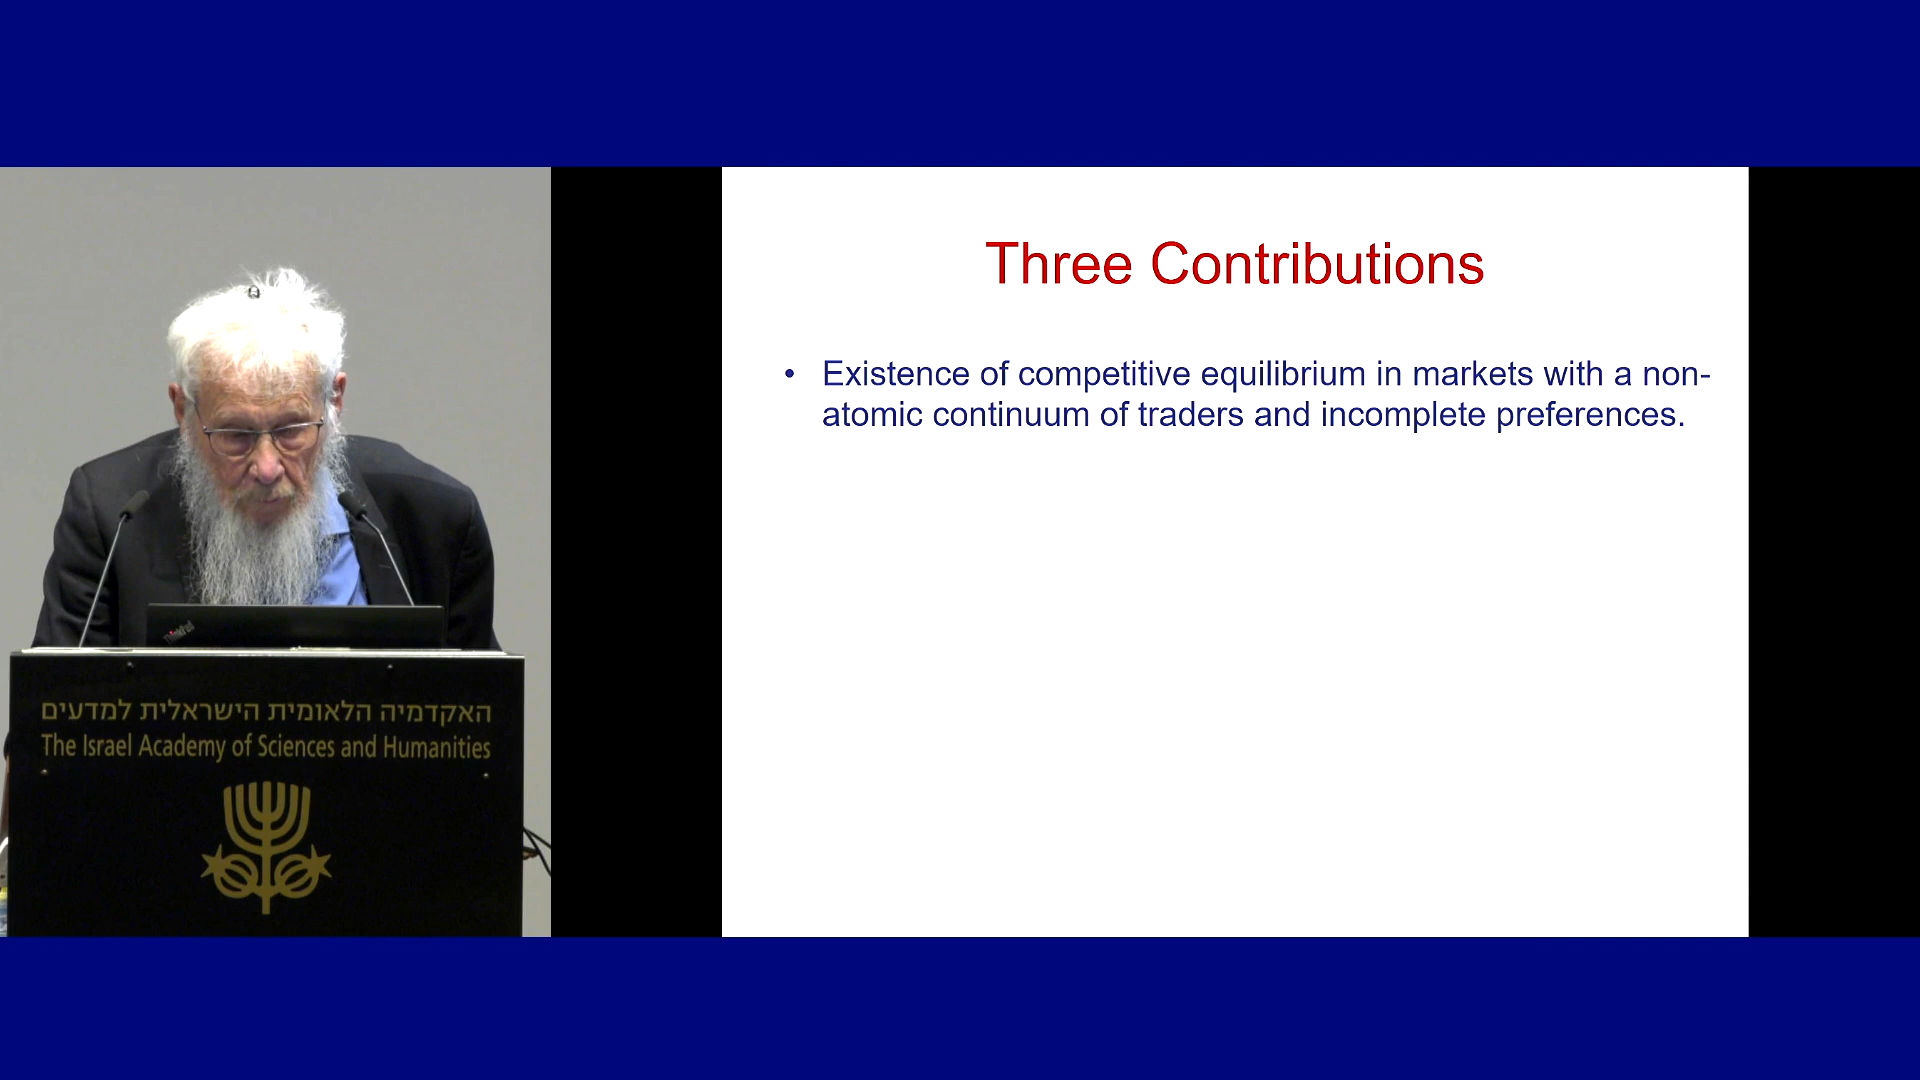 Three Contributions
• Existence of competitive equilibrium in markets with a non-
atomic continuum of traders and incomplete preferences.
ThinkPad
האקדמיה הלאומית הישראלית למדעים
The Israel Academy of Sciences and Humanities